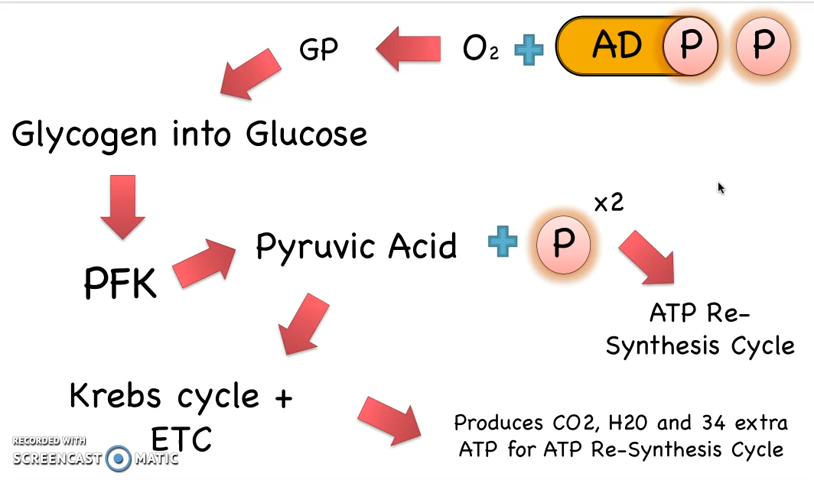 GP
O2
AD
P
P
Glycogen into Glucose
x2
PFK
Pyruvic Acid
P
ATP Re-
Synthesis Cycle
Krebs cycle +
ETC
Produces CO2, H20 and 34 extra
ATP for ATP Re-Synthesis Cycle
RECORDED WITH
SCREENCAST MATIC